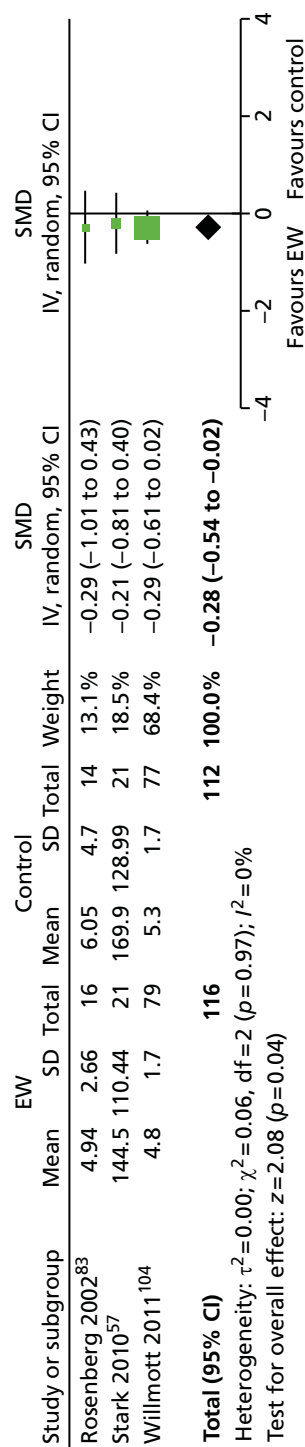 EW Control SMD SMD
Study or subgroup Mean SD Total Mean SD Total Weight IV, random, 95% CI IV, random, 95% CI
Rosenberg 2002⁸³ 4.94 2.66 16 6.05 4.7 14 13.1% −0.29 (−1.01 to 0.43)
Stark 2010⁵⁷ 144.5 110.44 21 169.9 128.99 21 18.5% −0.21 (−0.81 to 0.40)
Willmott 2011¹⁰⁴ 4.8 1.7 79 5.3 1.7 77 68.4% −0.29 (−0.61 to 0.02)
Total (95% CI) 116 112 100.0% −0.28 (−0.54 to −0.02)
Heterogeneity: τ²=0.00; χ²=0.06, df=2 (p=0.97); I²=0%
Test for overall effect: z=2.08 (p=0.04)
−4 −2 0 2 4
Favours EW Favours control